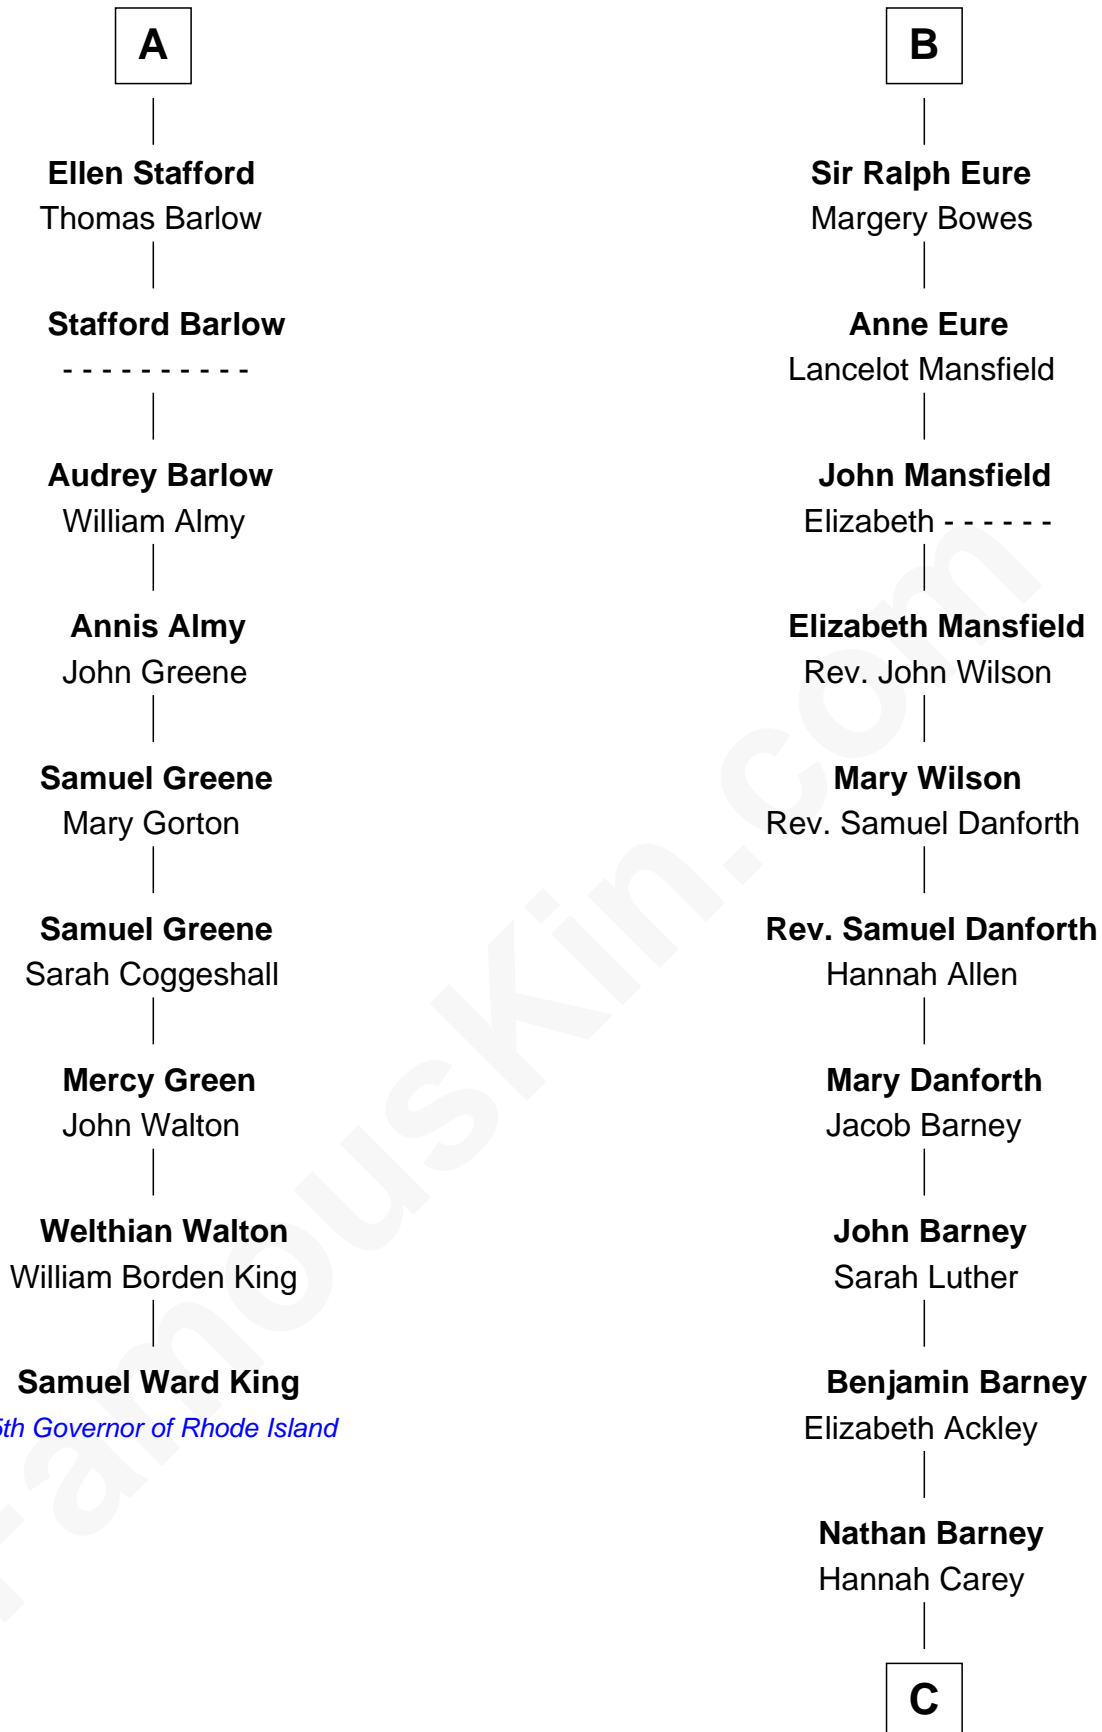 A
Ellen Stafford
Thomas Barlow
Stafford Barlow
- - - - - - - - - -
Audrey Barlow
William Almy
Annis Almy
John Greene
Samuel Greene
Mary Gorton
Samuel Greene
Sarah Coggeshall
Mercy Green
John Walton
Welthian Walton
William Borden King
Samuel Ward King
5th Governor of Rhode Island
B
Sir Ralph Eure
Margery Bowes
Anne Eure
Lancelot Mansfield
John Mansfield
Elizabeth - - - - - -
Elizabeth Mansfield
Rev. John Wilson
Mary Wilson
Rev. Samuel Danforth
Rev. Samuel Danforth
Hannah Allen
Mary Danforth
Jacob Barney
John Barney
Sarah Luther
Benjamin Barney
Elizabeth Ackley
Nathan Barney
Hannah Carey
C
FamousKin.com